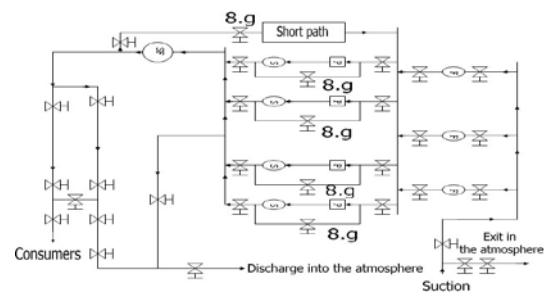 8.g
Short path
8.g
8.g
8.g
8.g
Consumers
Discharge into the atmosphere
Exit in
the atmosphere
Suction